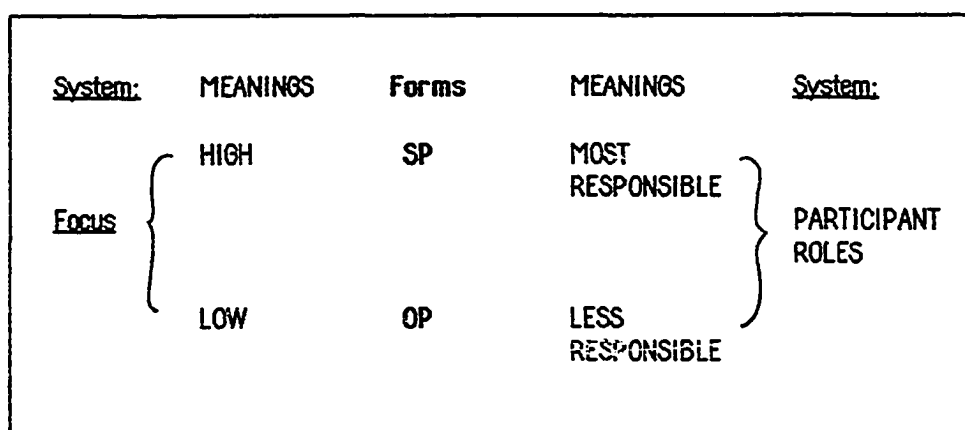 System: MEANINGS Forms MEANINGS System:
HIGH SP MOST
RESPONSIBLE
Focus PARTICIPANT
ROLES
LOW OP LESS
RESPONSIBLE